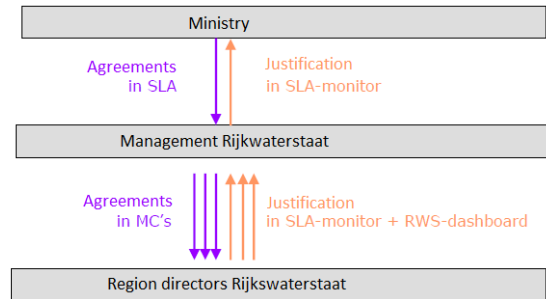 Ministry
Agreements
in SLA
Justification
in SLA-monitor
Management Rijkwaterstaat
Agreements
in MC's
Justification
in SLA-monitor + RWS-dashboard
Region directors Rijkswaterstaat